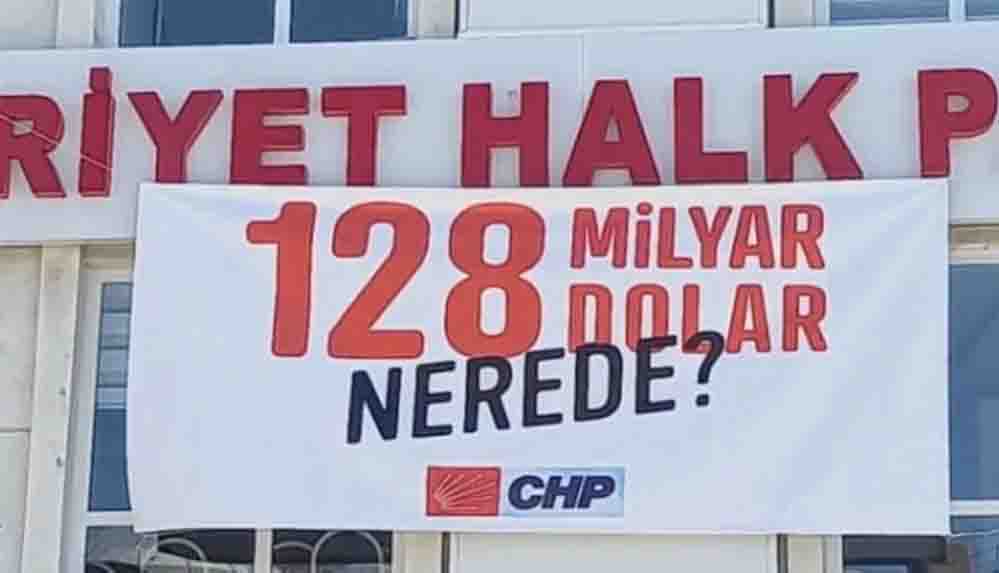 RİYET HALK P
128 MİLYAR
DOLAR
NEREDE?
CHP